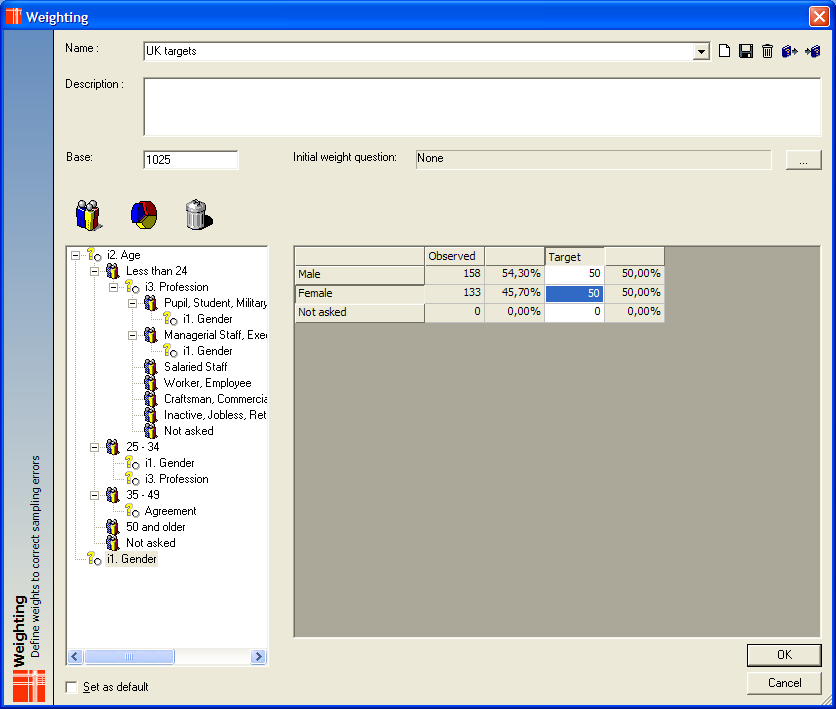 Weighting
Name :
UK targets
Description :
Base:
1025
Initial weight question:
None
...
i2. Age
Less than 24
i3. Profession
Pupil, Student, Military
i1. Gender
Managerial Staff, Exe
i1. Gender
Salaried Staff
Worker, Employee
Craftsman, Commercia
Inactive, Jobless, Ret
Not asked
25 - 34
i1. Gender
i3. Profession
35 - 49
Agreement
50 and older
Not asked
i1. Gender
Observed Target
Male 158 54,30% 50 50,00%
Female 133 45,70% 50 50,00%
Not asked 0 0,00% 0 0,00%
Weighting
Define weights to correct sampling errors
Set as default
OK
Cancel